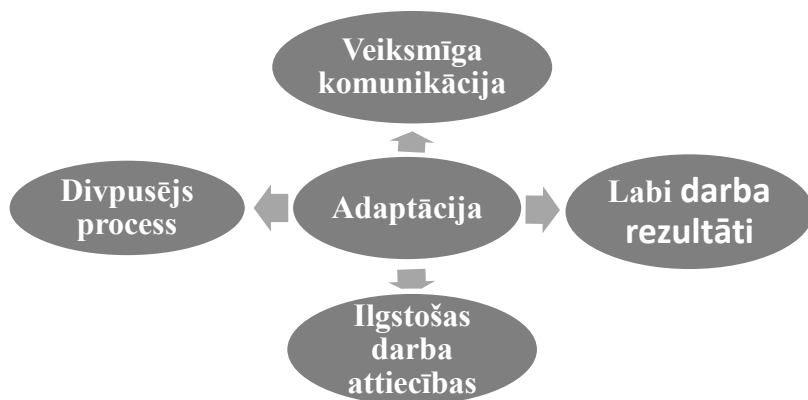 Veiksmīga
komunikācija
Divpusējs
process
Adaptācija
Labi darba
rezultāti
Ilgstošas
darba
attiecības